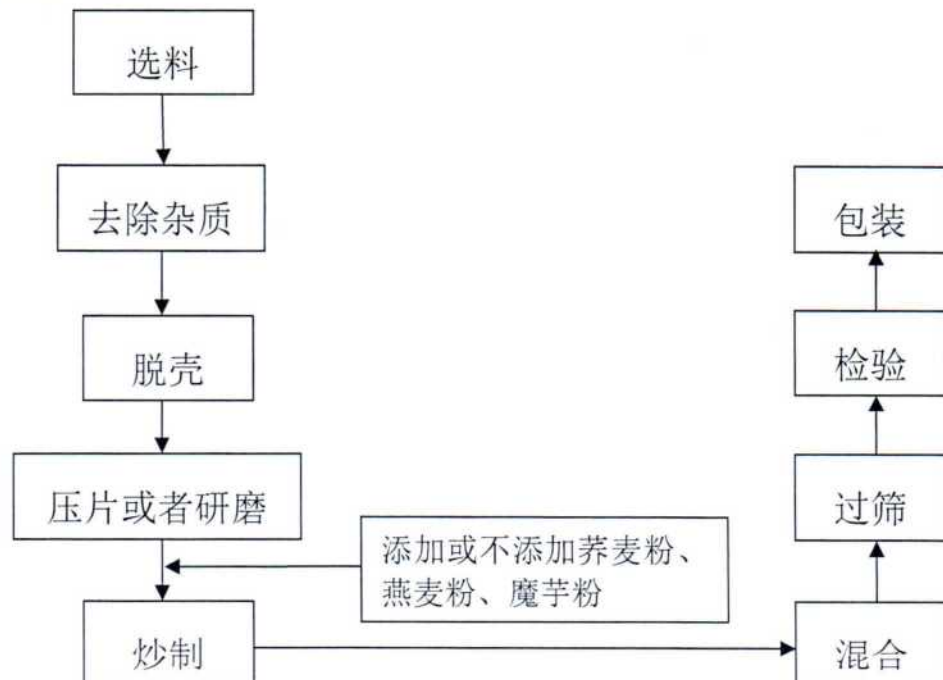 选料
去除杂质
脱壳
压片或者研磨
添加或不添加荞麦粉、
燕麦粉、魔芋粉
炒制
混合
过筛
检验
包装